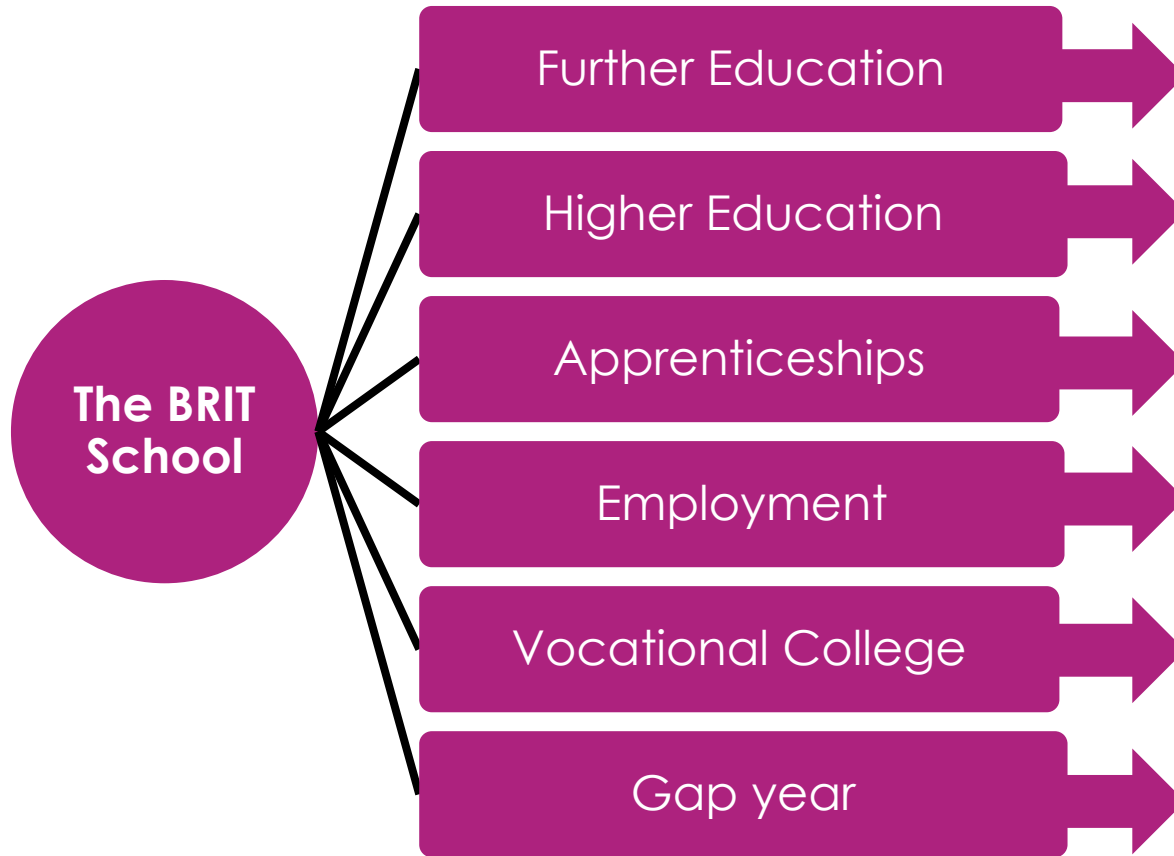 The BRIT
School
Further Education
Higher Education
Apprenticeships
Employment
Vocational College
Gap year